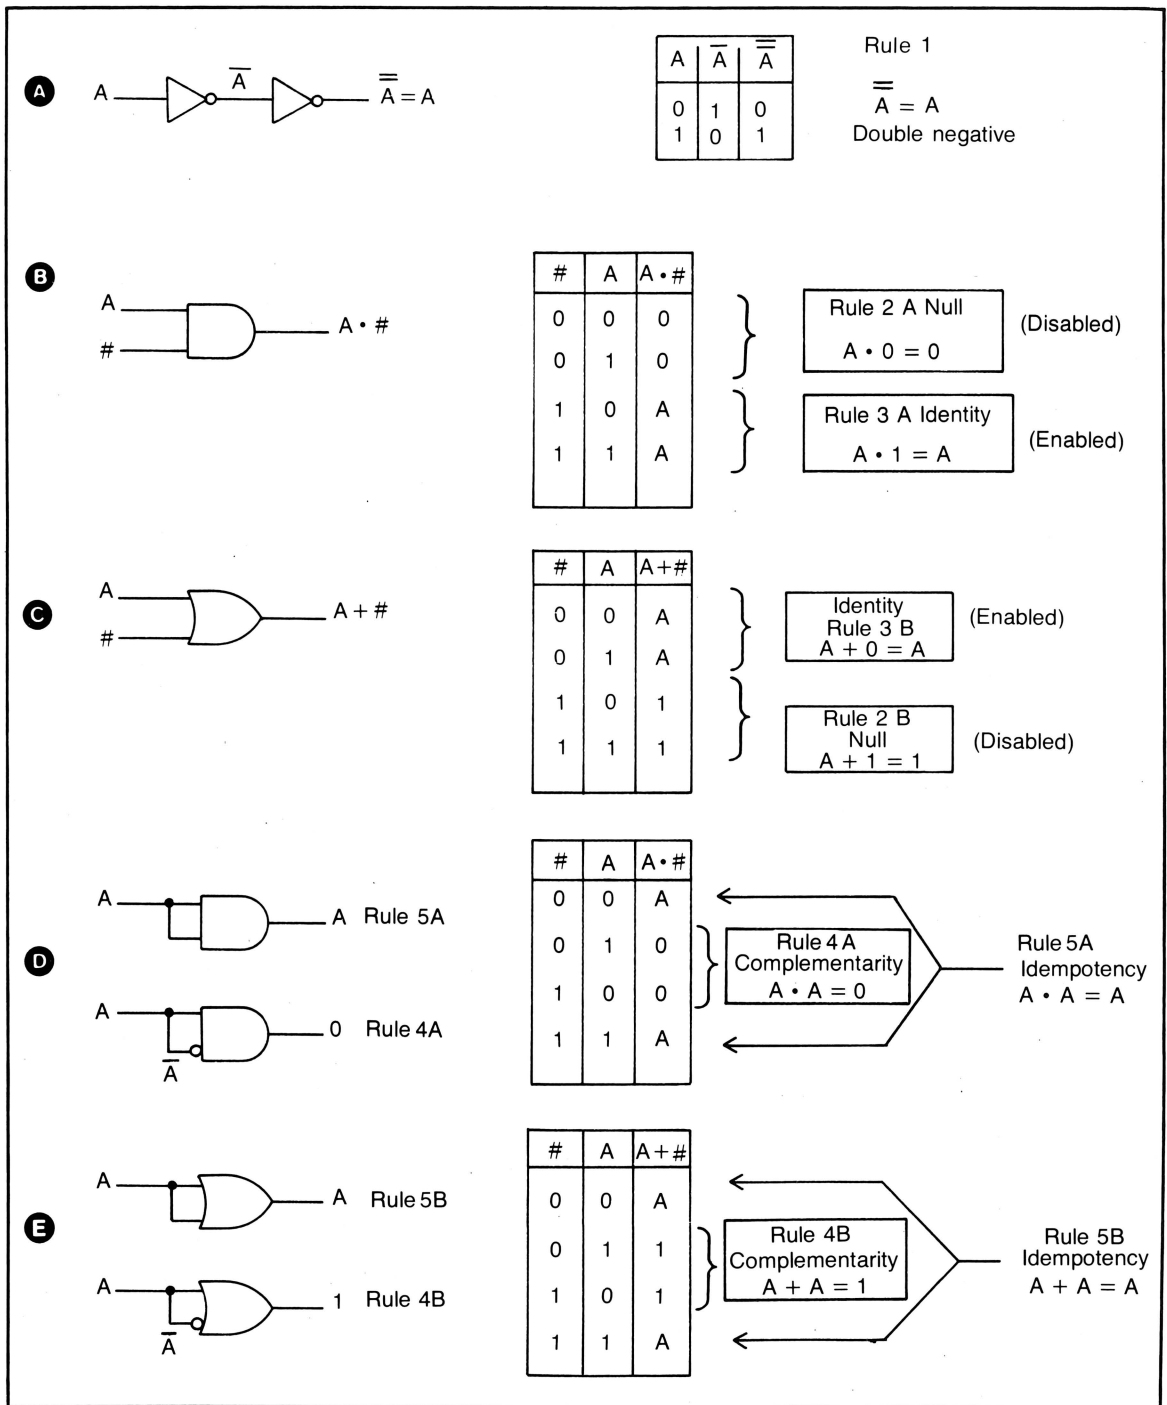 A
A
A̅
A̿ = A
A A̅ A̿
0 1 0
1 0 1
Rule 1
A̿ = A
Double negative
B
A
#
A • #
# A A • #
0 0 0
0 1 0
1 0 A
1 1 A
Rule 2 A Null
A • 0 = 0
(Disabled)
Rule 3 A Identity
A • 1 = A
(Enabled)
C
A
#
A + #
# A A + #
0 0 A
0 1 A
1 0 1
1 1 1
Identity
Rule 3 B
A + 0 = A
(Enabled)
Rule 2 B
Null
A + 1 = 1
(Disabled)
D
A
A Rule 5A
A
A̅
0 Rule 4A
# A A • #
0 0 A
0 1 0
1 0 0
1 1 A
Rule 4 A
Complementarity
A • A = 0
Rule 5A
Idempotency
A • A = A
E
A
A Rule 5B
A
A̅
1 Rule 4B
# A A + #
0 0 A
0 1 1
1 0 1
1 1 A
Rule 4B
Complementarity
A + A = 1
Rule 5B
Idempotency
A + A = A